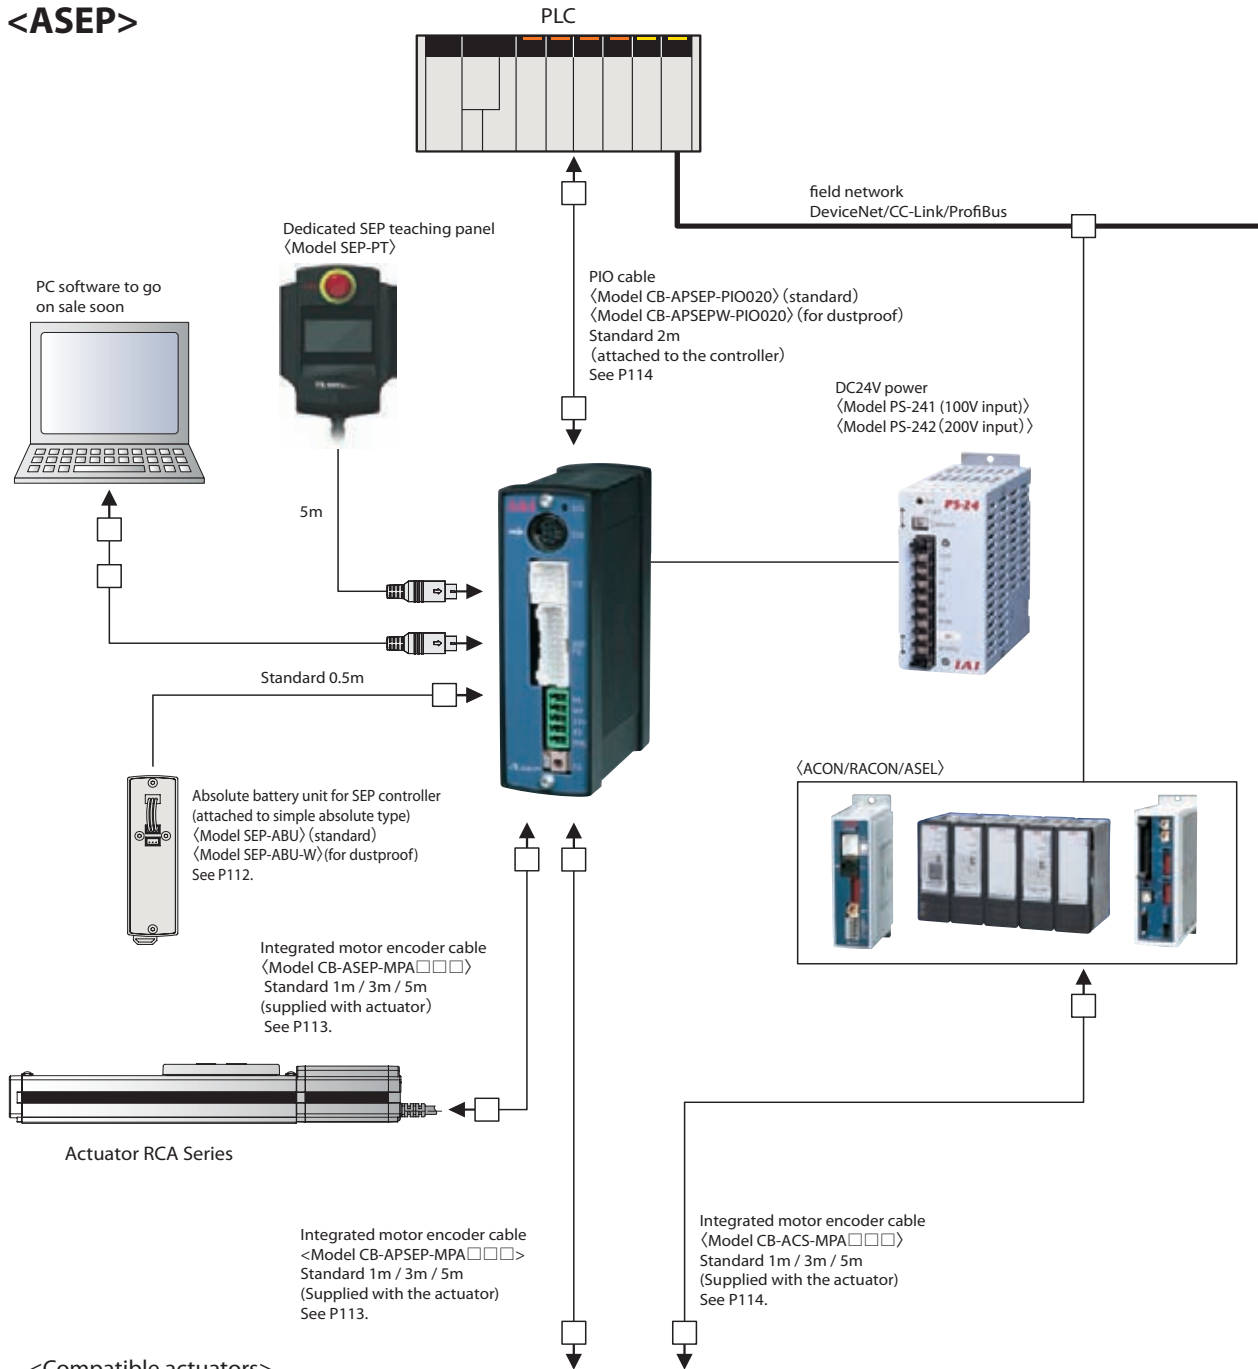 <ASEP>
PLC
field network
DeviceNet/CC-Link/ProfiBus
Dedicated SEP teaching panel
〈Model SEP-PT〉
PC software to go
on sale soon
PIO cable
〈Model CB-APSEP-PIO020〉(standard)
〈Model CB-APSEPW-PIO020〉(for dustproof)
Standard 2m
(attached to the controller)
See P114
DC24V power
〈Model PS-241 (100V input)〉
〈Model PS-242 (200V input)〉
PS-24
IAI
5m
Standard 0.5m
Absolute battery unit for SEP controller
(attached to simple absolute type)
〈Model SEP-ABU〉(standard)
〈Model SEP-ABU-W〉(for dustproof)
See P112.
〈ACON/RACON/ASEL〉
Integrated motor encoder cable
〈Model CB-ASEP-MPA□□□〉
Standard 1m / 3m / 5m
(supplied with actuator)
See P113.
Actuator RCA Series
Integrated motor encoder cable
<Model CB-APSEP-MPA□□□>
Standard 1m / 3m / 5m
(Supplied with the actuator)
See P113.
Integrated motor encoder cable
〈Model CB-ACS-MPA□□□〉
Standard 1m / 3m / 5m
(Supplied with the actuator)
See P114.
<Compatible actuators>